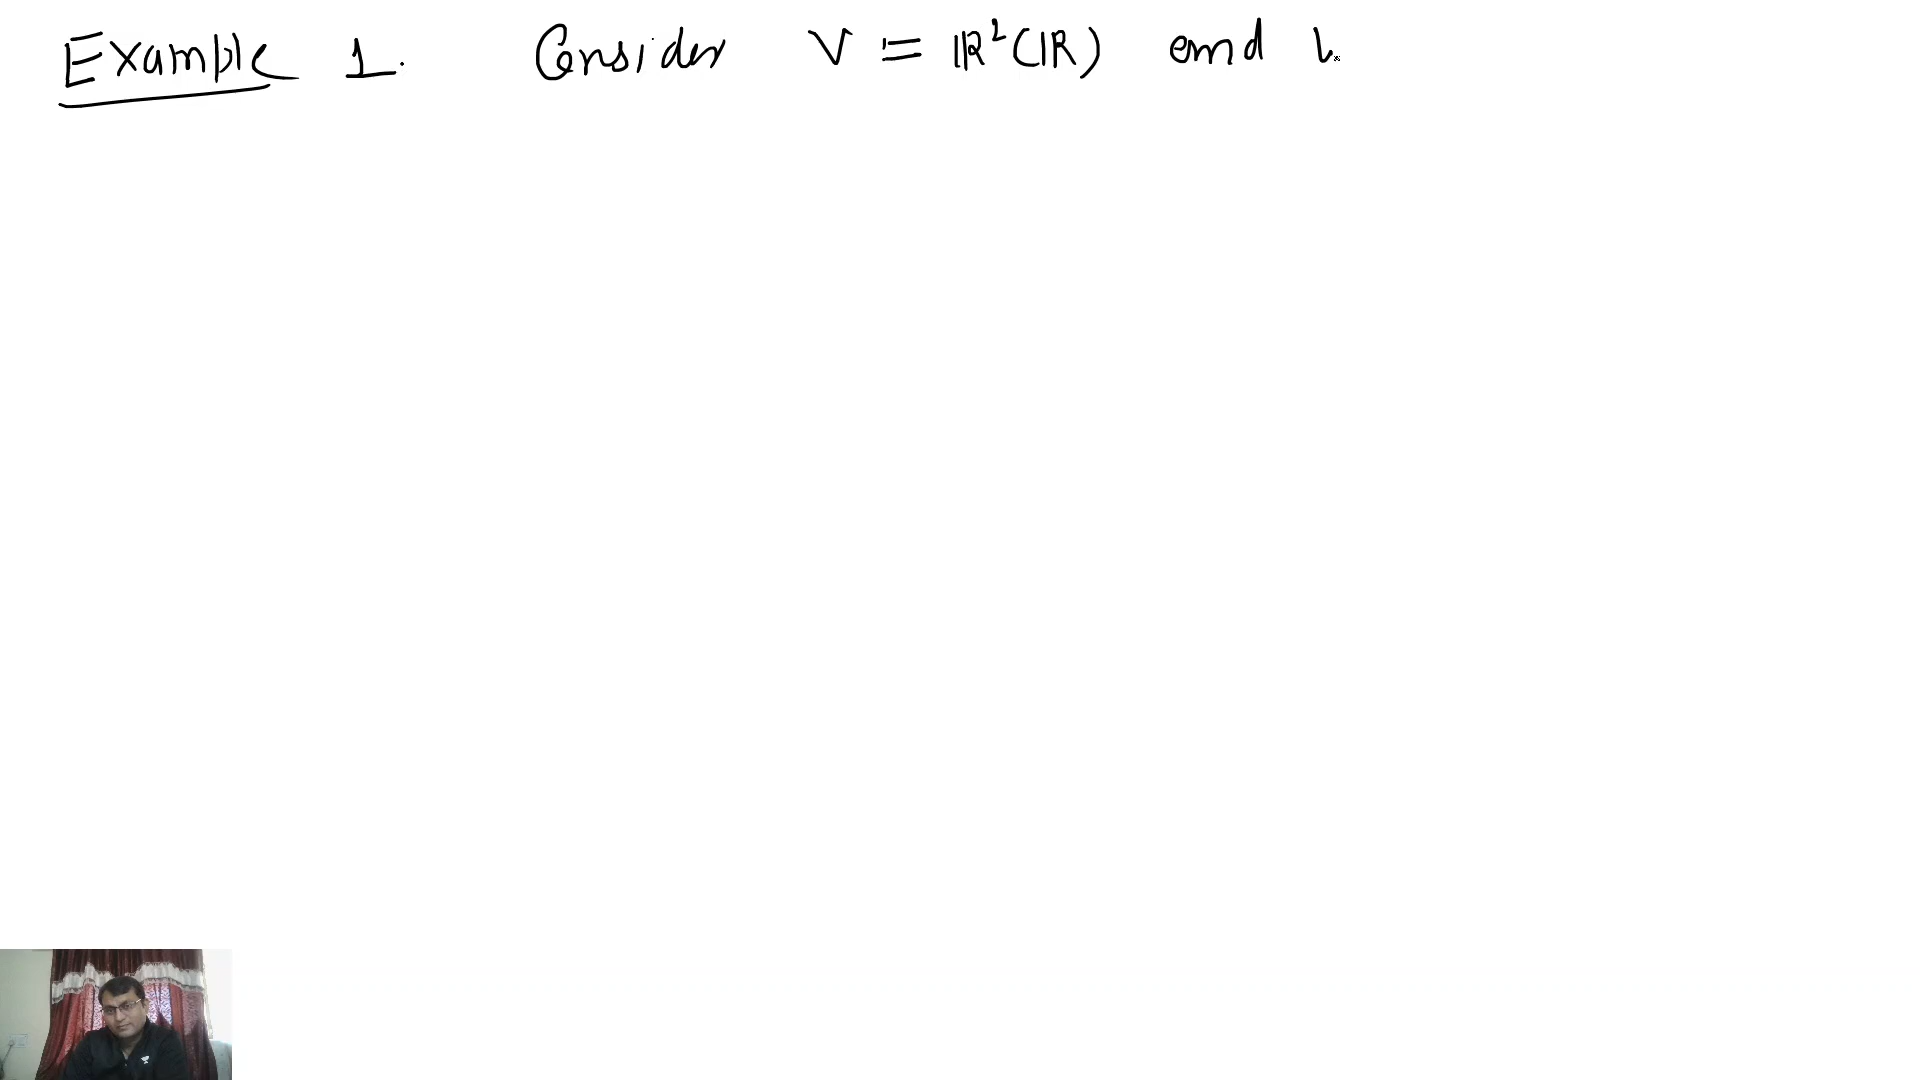 Example 1. Consider V = ℝ²(ℝ) and